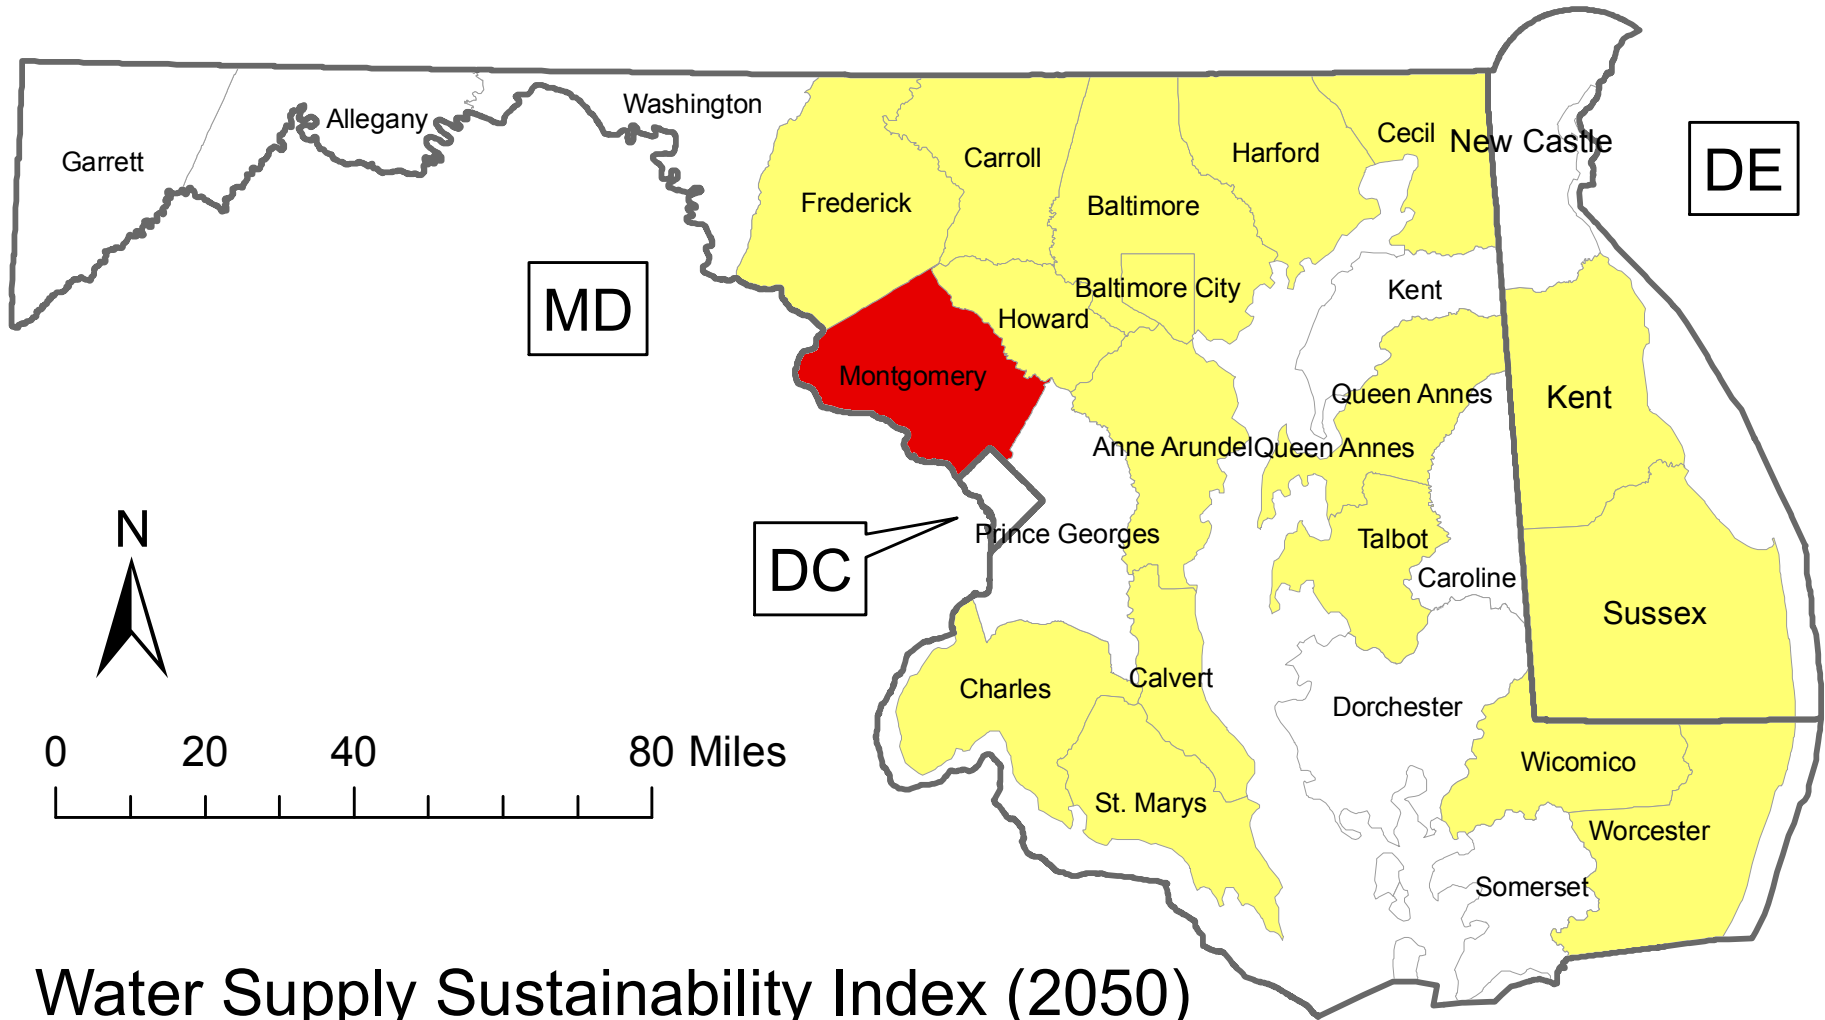 Washington
Allegany
Garrett
Cecil
New Castle
Harford
Carroll
DE
Frederick
Baltimore
MD
Baltimore City
Kent
Howard
Montgomery
Queen Annes
Kent
Anne Arundel
Queen Annes
N
Prince Georges
Talbot
DC
Caroline
Sussex
Charles
Calvert
Dorchester
0 20 40 80 Miles
Wicomico
St. Marys
Worcester
Somerset
Water Supply Sustainability Index (2050)